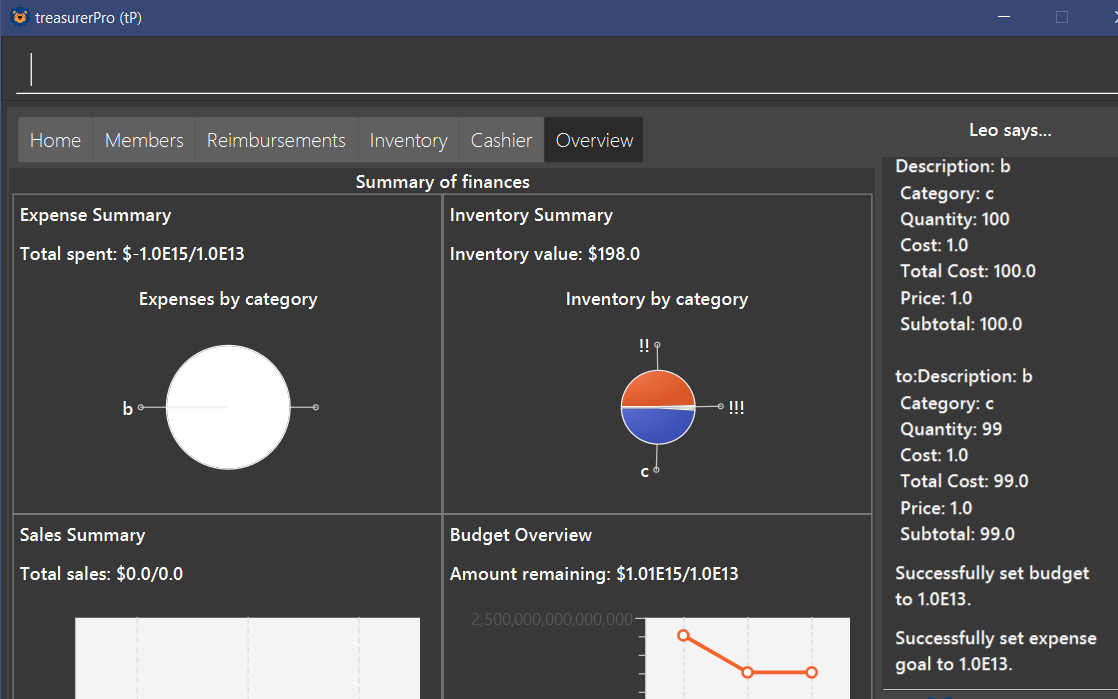 treasurerPro (tP)
Home Members Reimbursements Inventory Cashier Overview
Summary of finances
Expense Summary
Total spent: $-1.0E15/1.0E13
Expenses by category
b
Inventory Summary
Inventory value: $198.0
Inventory by category
!!
!!!
c
Sales Summary
Total sales: $0.0/0.0
Budget Overview
Amount remaining: $1.01E15/1.0E13
2,500,000,000,000,000
Leo says...
Description: b
Category: c
Quantity: 100
Cost: 1.0
Total Cost: 100.0
Price: 1.0
Subtotal: 100.0
to:Description: b
Category: c
Quantity: 99
Cost: 1.0
Total Cost: 99.0
Price: 1.0
Subtotal: 99.0
Successfully set budget
to 1.0E13.
Successfully set expense
goal to 1.0E13.